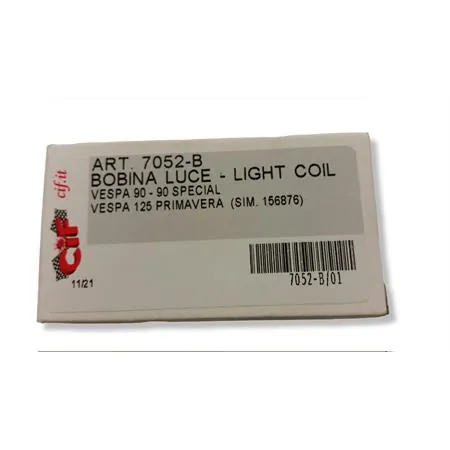 ART. 7052-B
BOBINA LUCE - LIGHT COIL
VESPA 90 - 90 SPECIAL
VESPA 125 PRIMAVERA (SIM. 156876)
cif.it
CIF
11/21
7052-B/01